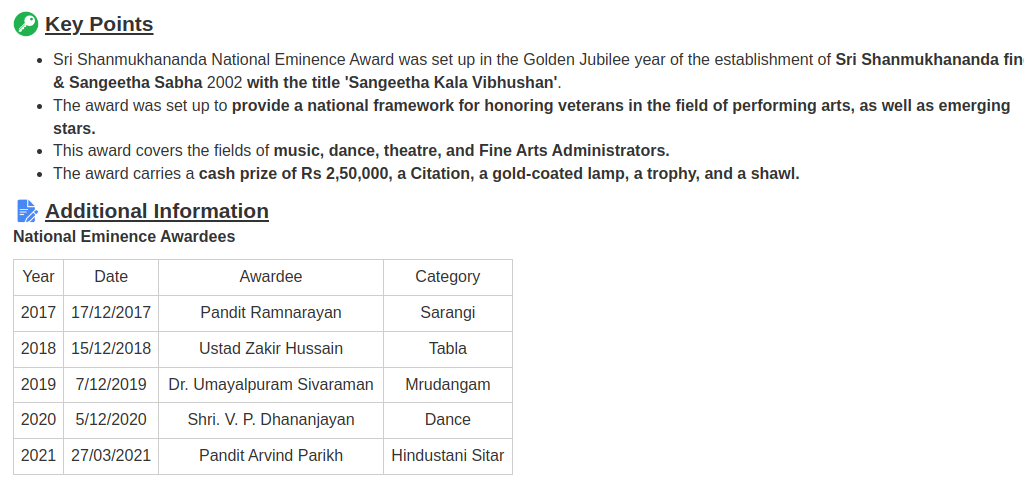 Key Points
Sri Shanmukhananda National Eminence Award was set up in the Golden Jubilee year of the establishment of Sri Shanmukhananda fin
& Sangeetha Sabha 2002 with the title 'Sangeetha Kala Vibhushan'.
The award was set up to provide a national framework for honoring veterans in the field of performing arts, as well as emerging
stars.
This award covers the fields of music, dance, theatre, and Fine Arts Administrators.
The award carries a cash prize of Rs 2,50,000, a Citation, a gold-coated lamp, a trophy, and a shawl.
Additional Information
National Eminence Awardees
Year Date Awardee Category
2017 17/12/2017 Pandit Ramnarayan Sarangi
2018 15/12/2018 Ustad Zakir Hussain Tabla
2019 7/12/2019 Dr. Umayalpuram Sivaraman Mrudangam
2020 5/12/2020 Shri. V. P. Dhananjayan Dance
2021 27/03/2021 Pandit Arvind Parikh Hindustani Sitar